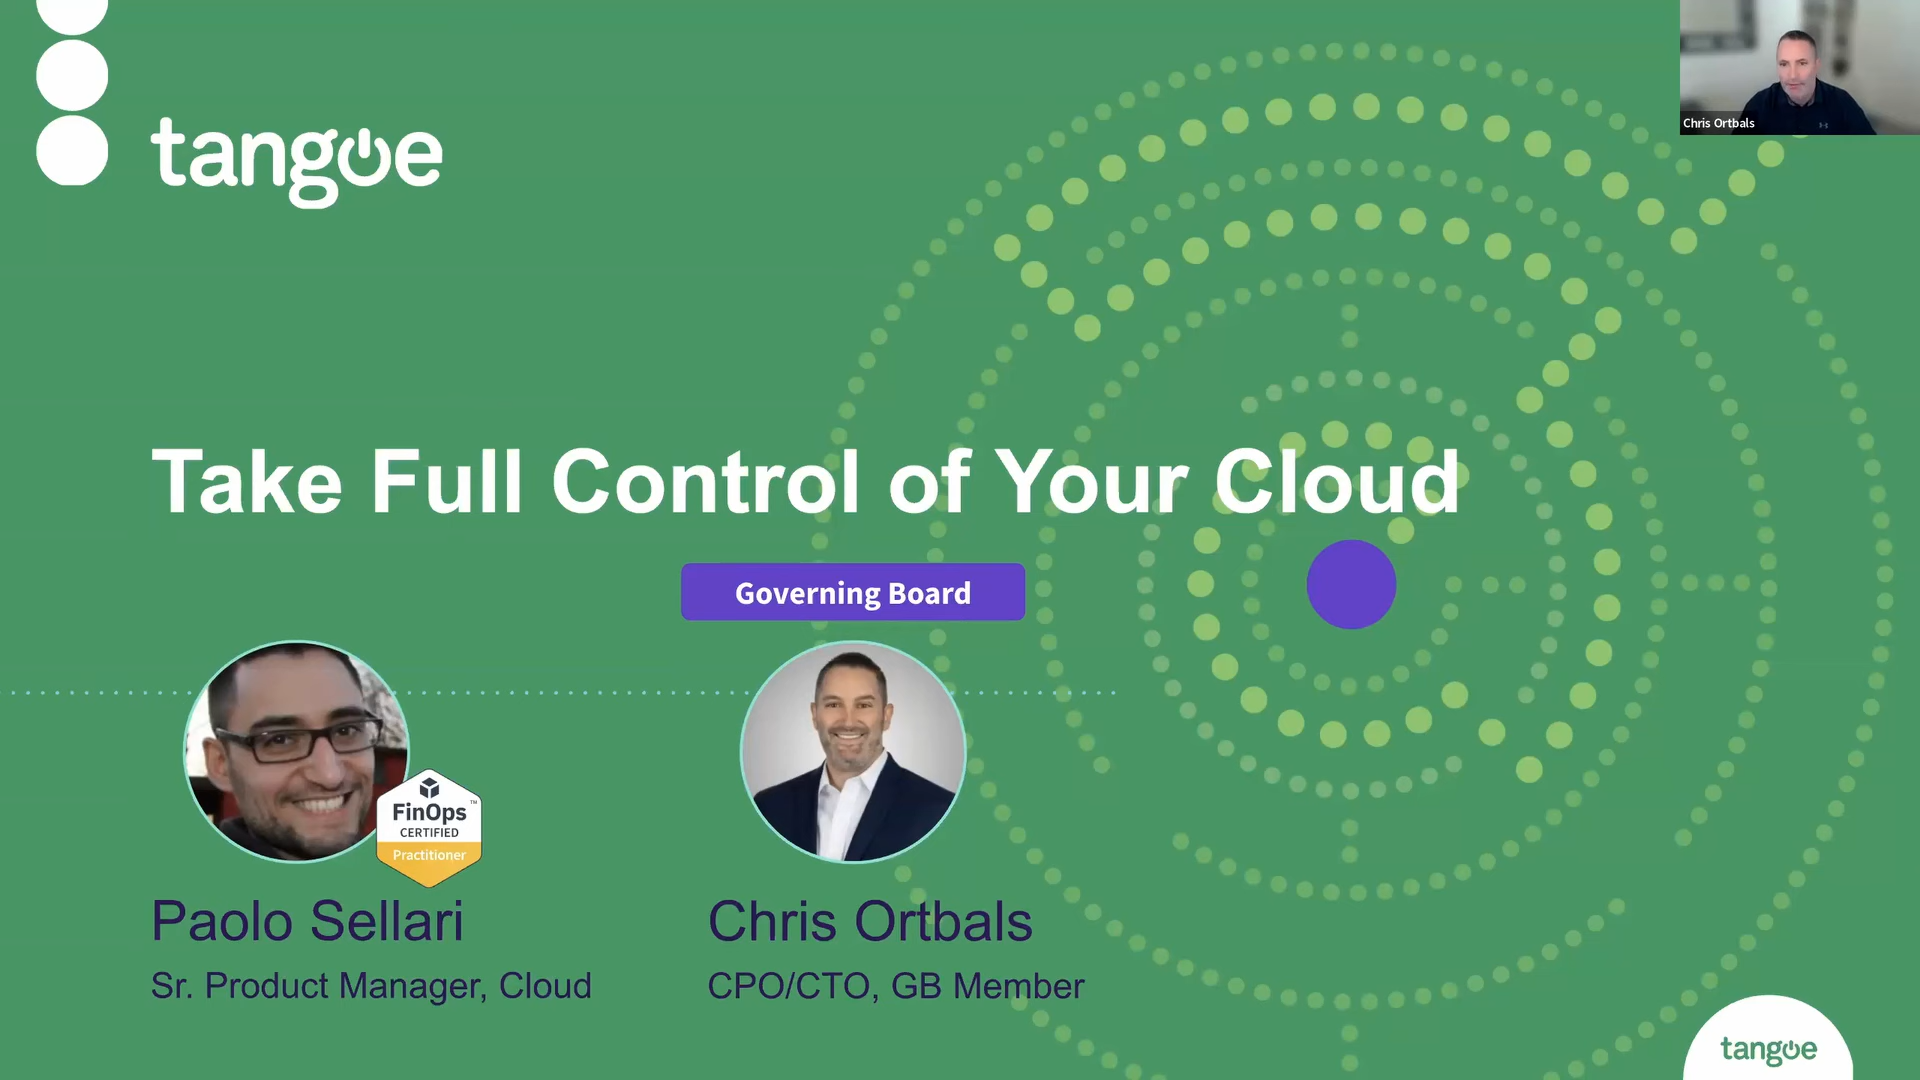 Chris Ortbals
tangoe
Take Full Control of Your Cloud
Governing Board
FinOps™
CERTIFIED
Practitioner
Paolo Sellari
Sr. Product Manager, Cloud
Chris Ortbals
CPO/CTO, GB Member
tangoe